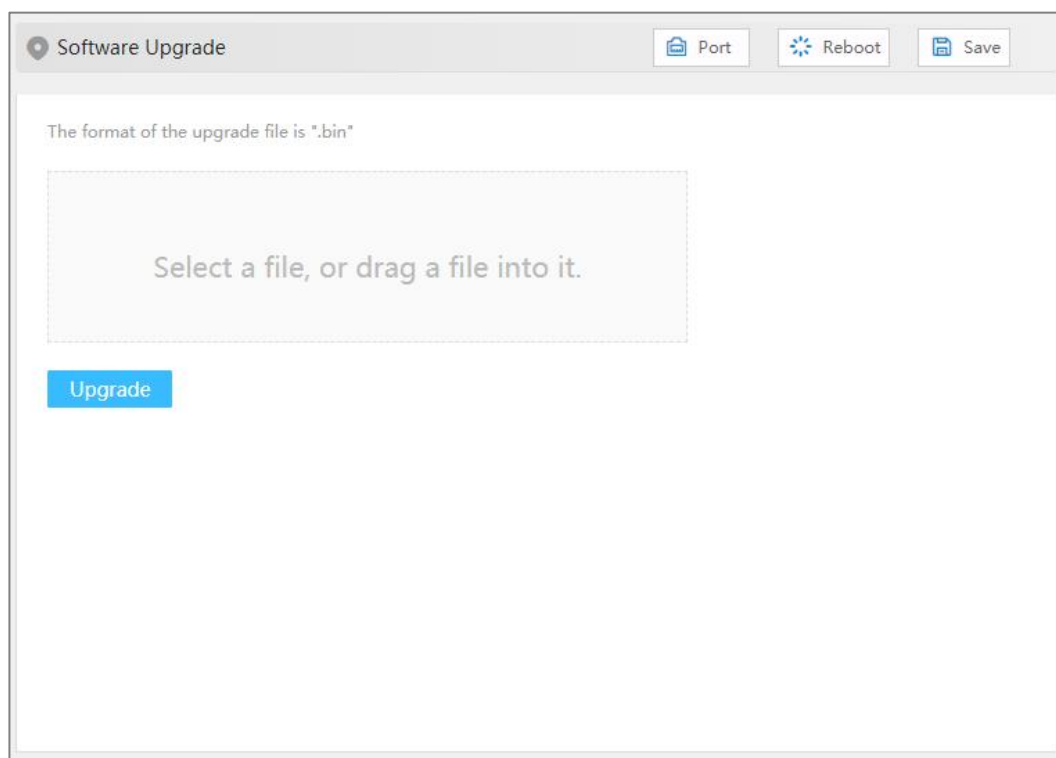 Software Upgrade Port Reboot Save
The format of the upgrade file is ".bin"
Select a file, or drag a file into it.
Upgrade